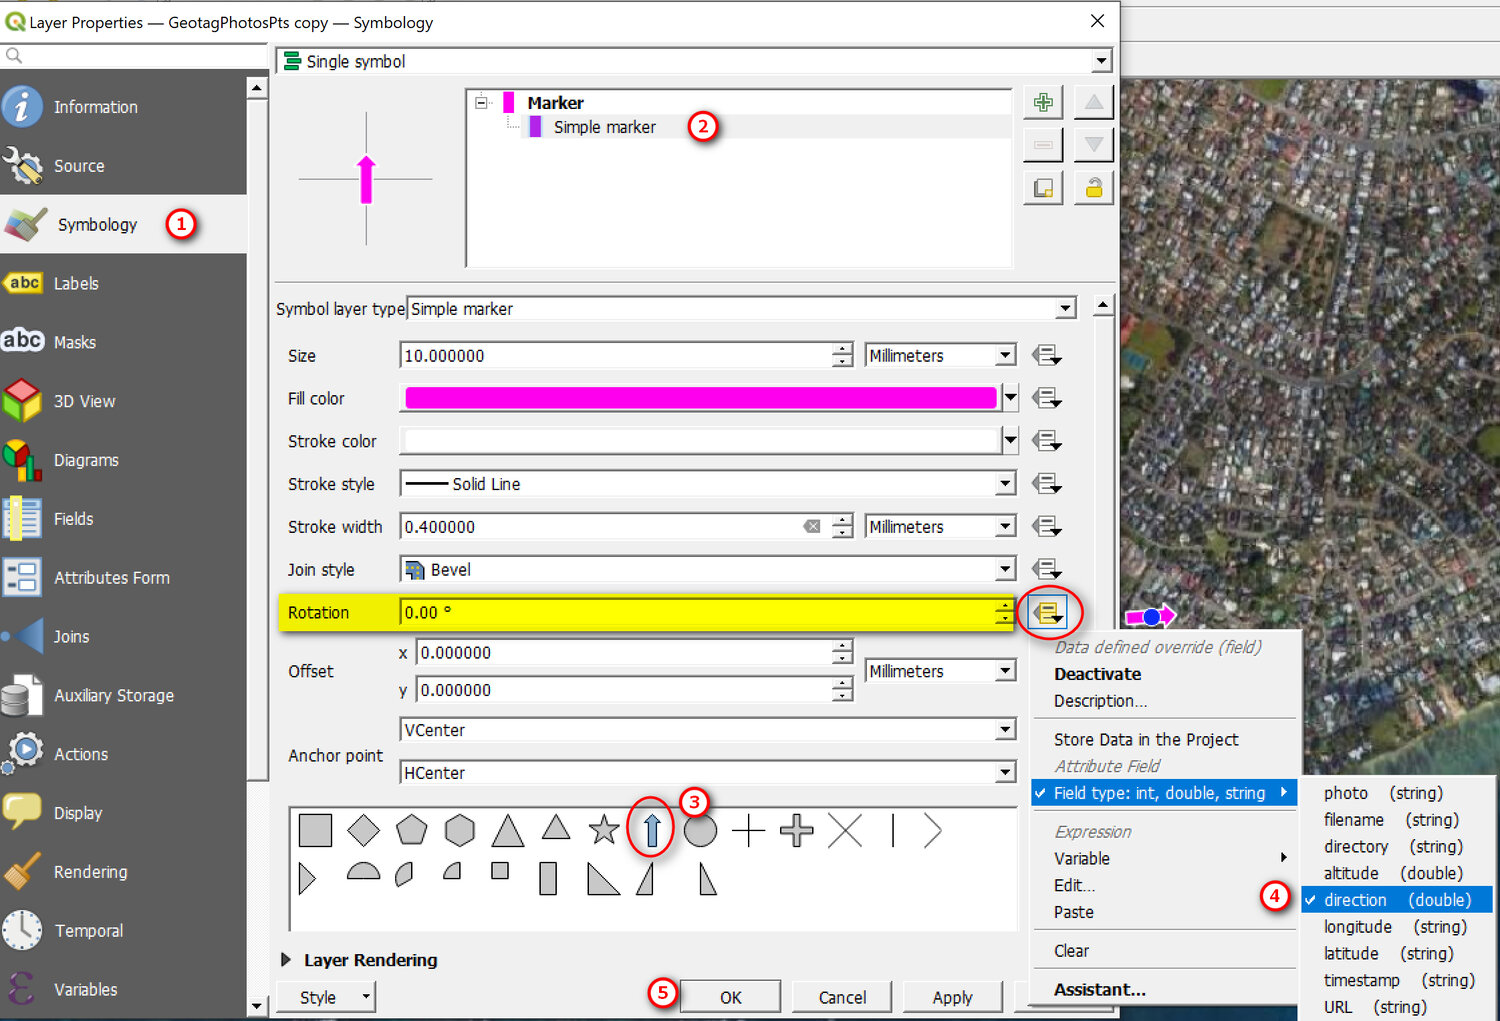 Layer Properties — GeotagPhotosPts copy — Symbology
Single symbol
Information
Source
Symbology
1
Labels
Masks
3D View
Diagrams
Fields
Attributes Form
Joins
Auxiliary Storage
Actions
Display
Rendering
Temporal
Variables
abc
abc
Marker
Simple marker
2
Symbol layer type
Simple marker
Size
10.000000
Millimeters
Fill color
Stroke color
Stroke style
Solid Line
Stroke width
0.400000
Millimeters
Join style
Bevel
Rotation
0.00 °
Offset
x
0.000000
y
0.000000
Millimeters
Anchor point
VCenter
HCenter
3
Layer Rendering
Style
5
OK
Cancel
Apply
Data defined override (field)
Deactivate
Description...
Store Data in the Project
Attribute Field
Field type: int, double, string
Expression
Variable
Edit...
Paste
Clear
Assistant...
4
photo (string)
filename (string)
directory (string)
altitude (double)
direction (double)
longitude (string)
latitude (string)
timestamp (string)
URL (string)